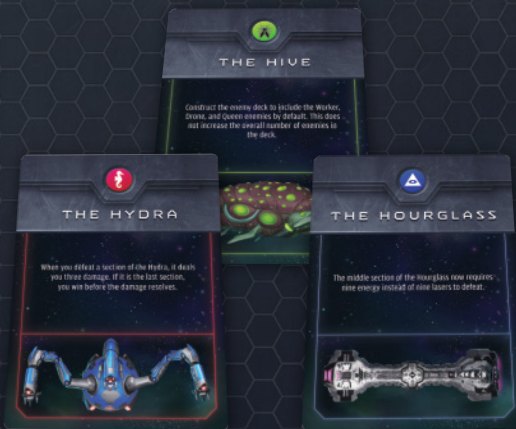 THE HIVE
Construct the enemy deck to include the Worker,
Drone, and Queen enemies by default. This does
not increase the overall number of enemies in
the deck.
THE HYDRA
When you defeat a section of the Hydra, it deals
you three damage. If it is the last section,
you win before the damage resolves.
THE HOURGLASS
The middle section of the Hourglass now requires
nine energy instead of nine lasers to defeat.